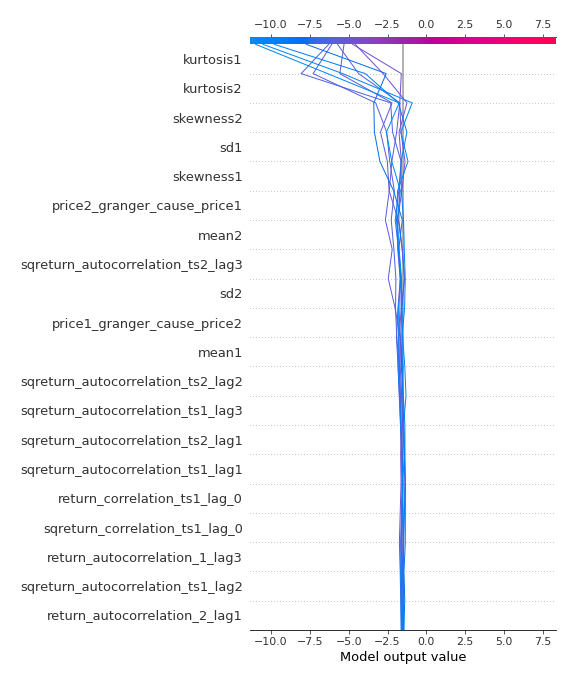 −10.0 −7.5 −5.0 −2.5 0.0 2.5 5.0 7.5
kurtosis1
kurtosis2
skewness2
sd1
skewness1
price2_granger_cause_price1
mean2
sqreturn_autocorrelation_ts2_lag3
sd2
price1_granger_cause_price2
mean1
sqreturn_autocorrelation_ts2_lag2
sqreturn_autocorrelation_ts1_lag3
sqreturn_autocorrelation_ts2_lag1
sqreturn_autocorrelation_ts1_lag1
return_correlation_ts1_lag_0
sqreturn_correlation_ts1_lag_0
return_autocorrelation_1_lag3
sqreturn_autocorrelation_ts1_lag2
return_autocorrelation_2_lag1
−10.0 −7.5 −5.0 −2.5 0.0 2.5 5.0 7.5
Model output value